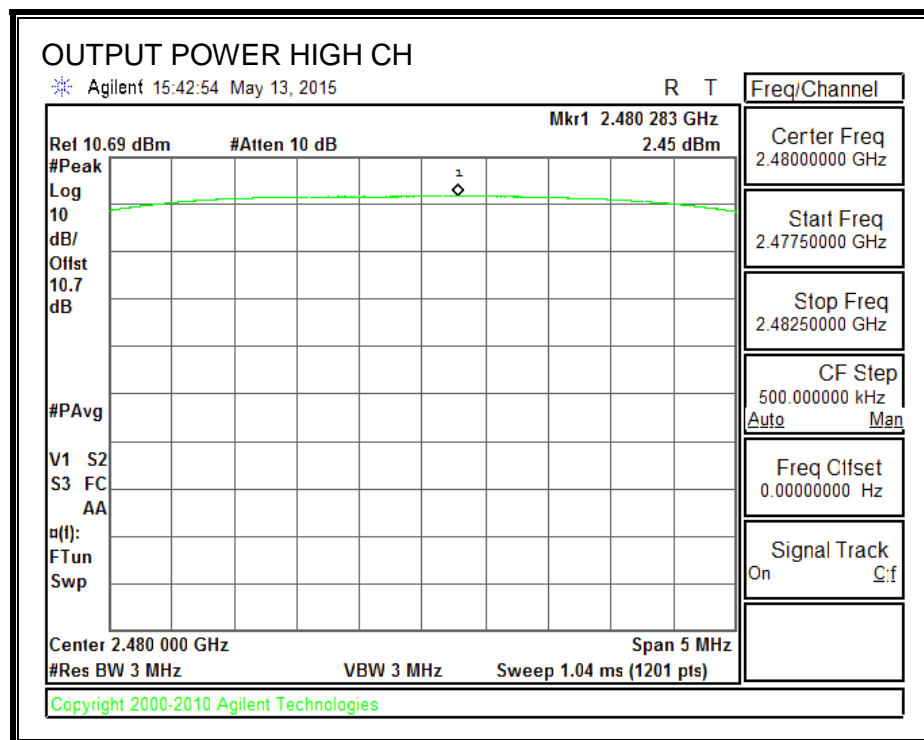 OUTPUT POWER HIGH CH
Agilent 15:42:54 May 13, 2015 R T
Mkr1 2.480 283 GHz
Ref 10.69 dBm #Atten 10 dB 2.45 dBm
#Peak
Log
10
dB/
Offst
10.7
dB
1
#PAvg
V1 S2
S3 FC
AA
¤(f):
FTun
Swp
Center 2.480 000 GHz Span 5 MHz
#Res BW 3 MHz VBW 3 MHz Sweep 1.04 ms (1201 pts)
Copyright 2000-2010 Agilent Technologies
Freq/Channel
Center Freq
2.48000000 GHz
Start Freq
2.47750000 GHz
Stop Freq
2.48250000 GHz
CF Step
500.000000 kHz
Auto Man
Freq Offset
0.00000000 Hz
Signal Track
On Off